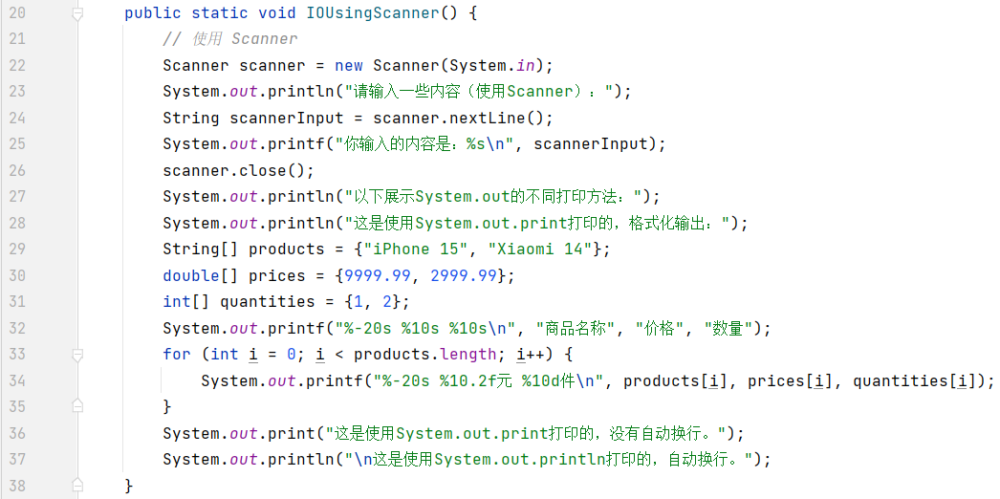 20 public static void IOUsingScanner() {
21 // 使用 Scanner
22 Scanner scanner = new Scanner(System.in);
23 System.out.println("请输入一些内容（使用Scanner）：");
24 String scannerInput = scanner.nextLine();
25 System.out.printf("你输入的内容是：%s\n", scannerInput);
26 scanner.close();
27 System.out.println("以下展示System.out的不同打印方法：");
28 System.out.println("这是使用System.out.print打印的，格式化输出：");
29 String[] products = {"iPhone 15", "Xiaomi 14"};
30 double[] prices = {9999.99, 2999.99};
31 int[] quantities = {1, 2};
32 System.out.printf("%-20s %10s %10s\n", "商品名称", "价格", "数量");
33 for (int i = 0; i < products.length; i++) {
34 System.out.printf("%-20s %10.2f元 %10d件\n", products[i], prices[i], quantities[i]);
35 }
36 System.out.print("这是使用System.out.print打印的，没有自动换行。");
37 System.out.println("\n这是使用System.out.println打印的，自动换行。");
38 }